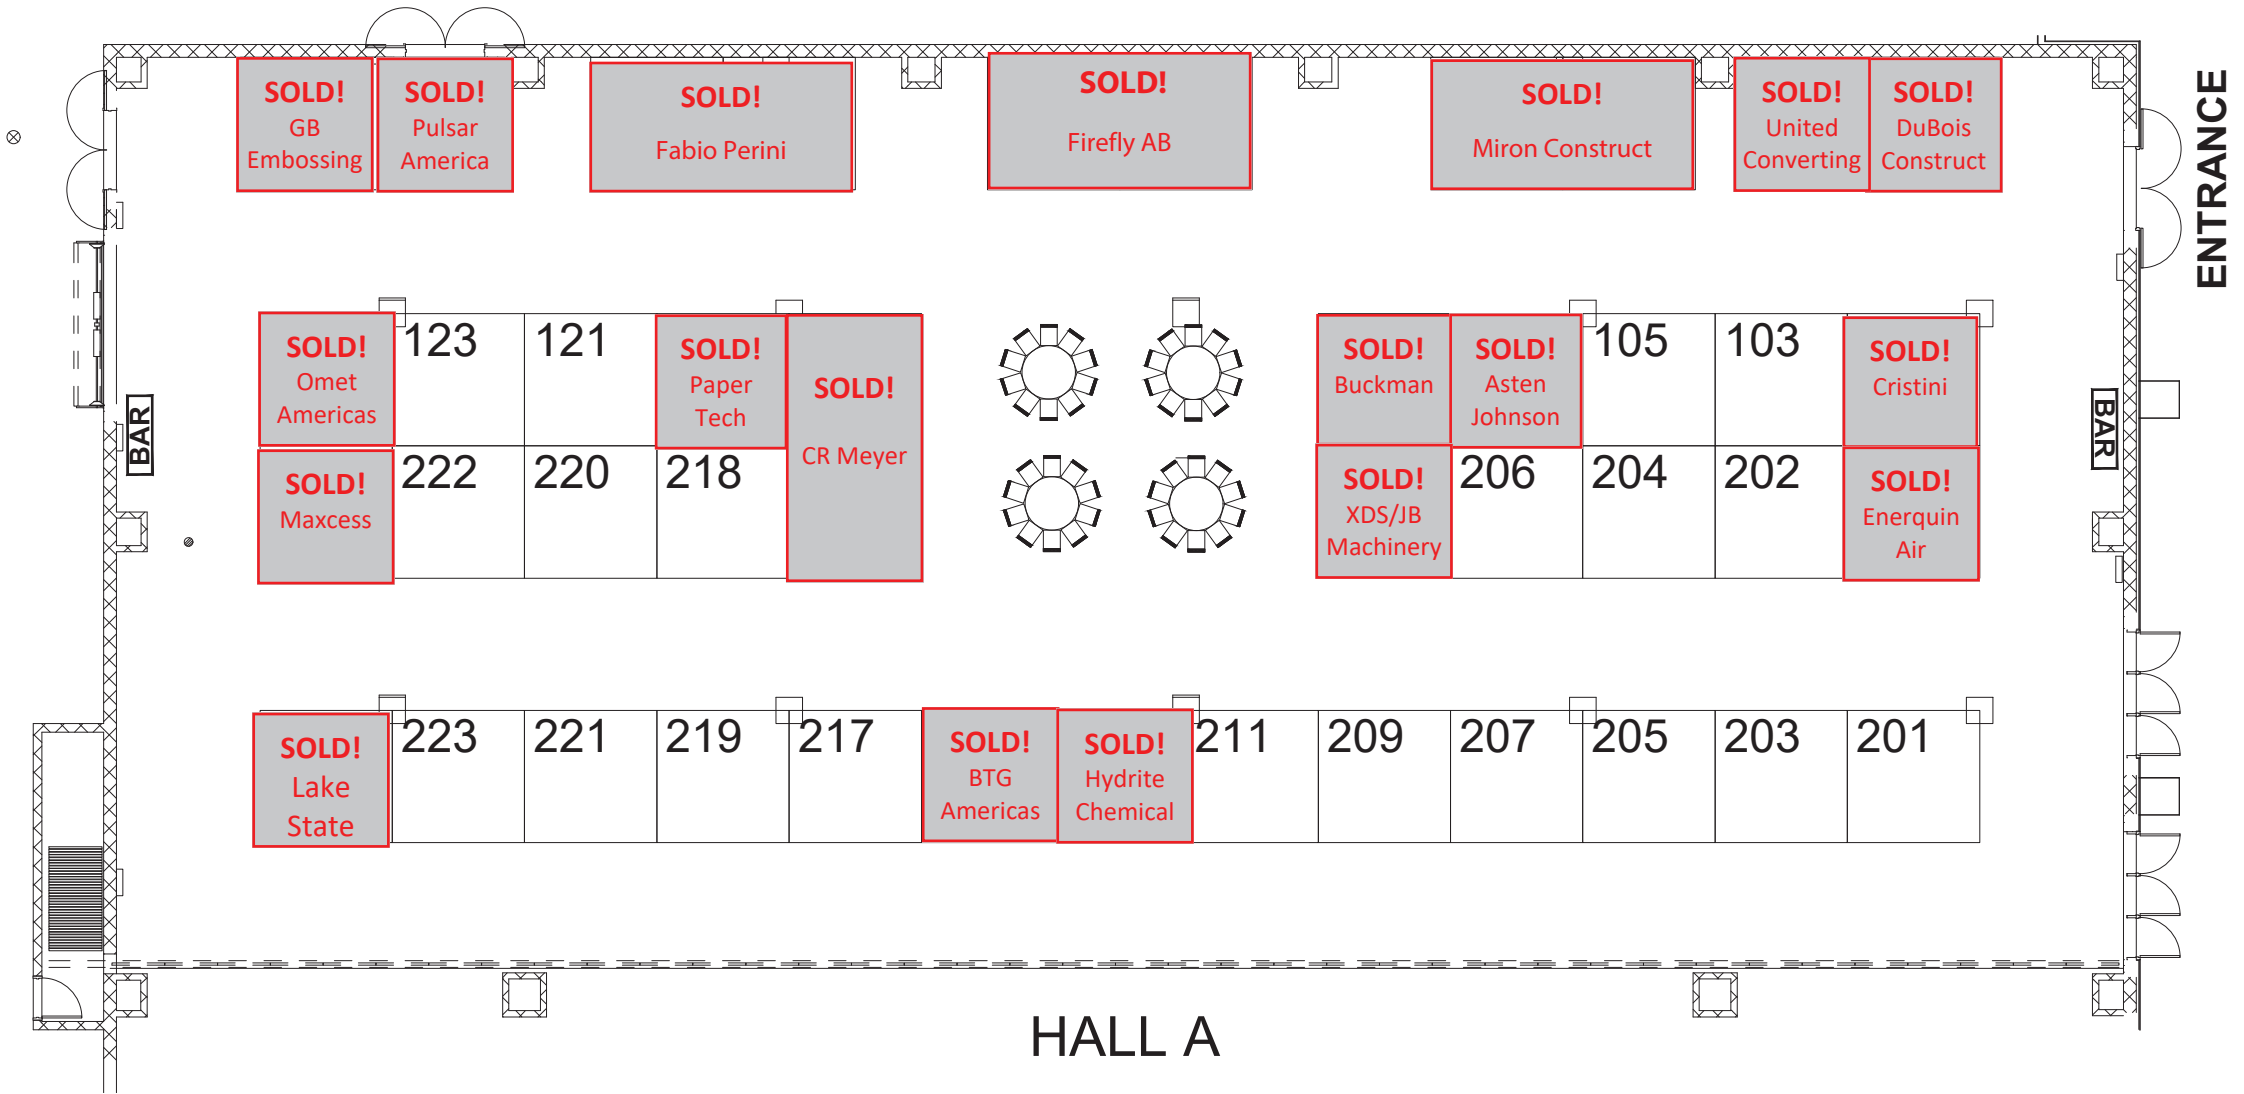 SOLD!
GB
Embossing
SOLD!
Pulsar
America
SOLD!
Fabio Perini
SOLD!
Firefly AB
SOLD!
Miron Construct
SOLD!
United
Converting
SOLD!
DuBois
Construct
ENTRANCE
SOLD!
Omet
Americas
123
121
SOLD!
Paper
Tech
SOLD!
CR Meyer
SOLD!
Buckman
SOLD!
Asten
Johnson
105
103
SOLD!
Cristini
BAR
BAR
SOLD!
Maxcess
222
220
218
SOLD!
XDS/JB
Machinery
206
204
202
SOLD!
Enerquin
Air
SOLD!
Lake
State
223
221
219
217
SOLD!
BTG
Americas
SOLD!
Hydrite
Chemical
211
209
207
205
203
201
HALL A